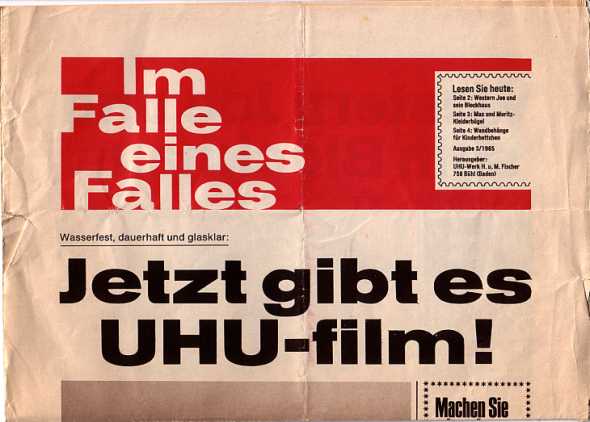 Im
Falle
eines
Falles
Lesen Sie heute:
Seite 2: Western Joe und
sein Blockhaus
Seite 3: Max und Moritz-
Kleiderbügel
Seite 4: Wandbehänge
für Kinderbettchen
Ausgabe 3/1965
Herausgeber:
UHU-Werk H. u. M. Fischer
758 Bühl (Baden)
Wasserfest, dauerhaft und glasklar:
Jetzt gibt es
UHU-film!
Machen Sie